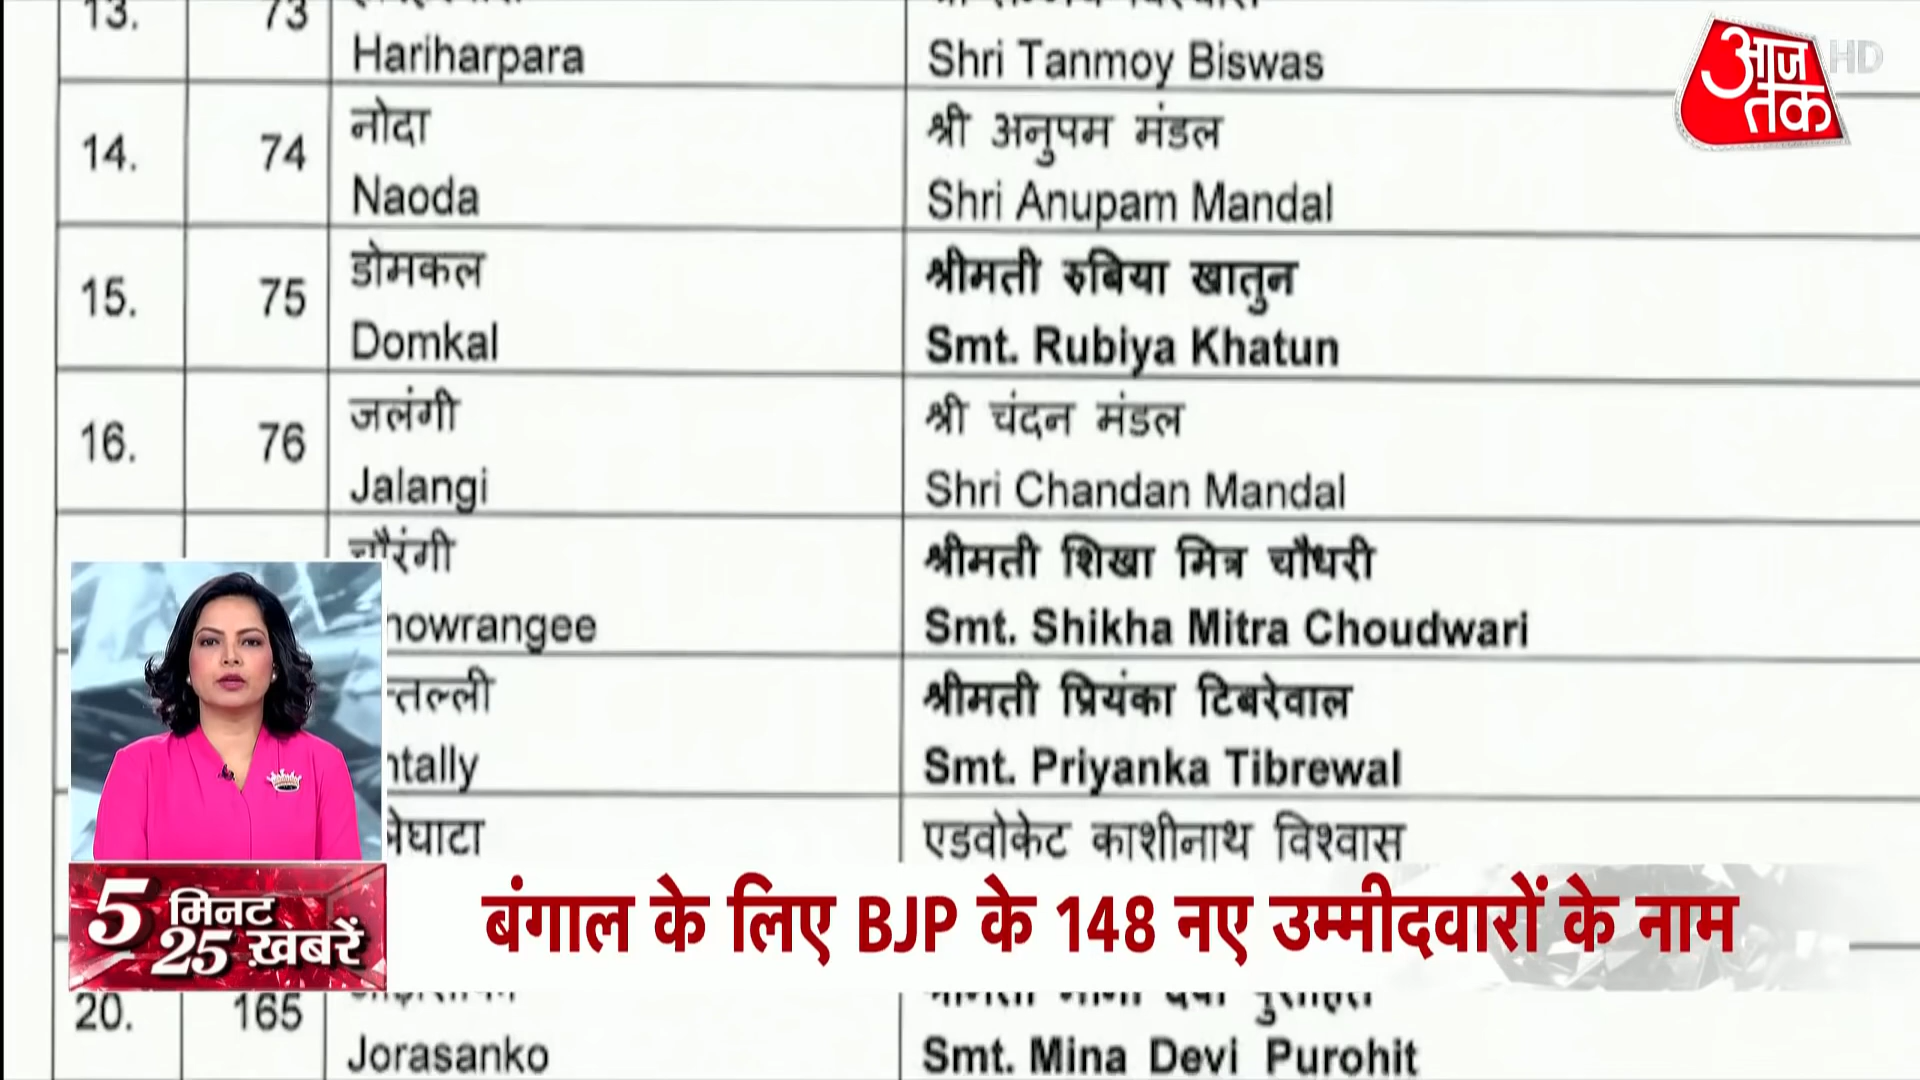 13.
73
Hariharpara
Shri Tanmoy Biswas
आज तक HD
14.
74
नोदा
श्री अनुपम मंडल
Naoda
Shri Anupam Mandal
15.
75
डोमकल
श्रीमती रुबिया खातुन
Domkal
Smt. Rubiya Khatun
16.
76
जलंगी
श्री चंदन मंडल
Jalangi
Shri Chandan Mandal
चौरंगी
श्रीमती शिखा मित्र चौधरी
howrangee
Smt. Shikha Mitra Choudwari
न्तल्ली
श्रीमती प्रियंका टिबरेवाल
ntally
Smt. Priyanka Tibrewal
एडवोकेट काशीनाथ विश्वास
5 मिनट
25 ख़बरें
बंगाल के लिए BJP के 148 नए उम्मीदवारों के नाम
20.
165
Jorasanko
Smt. Mina Devi Purohit